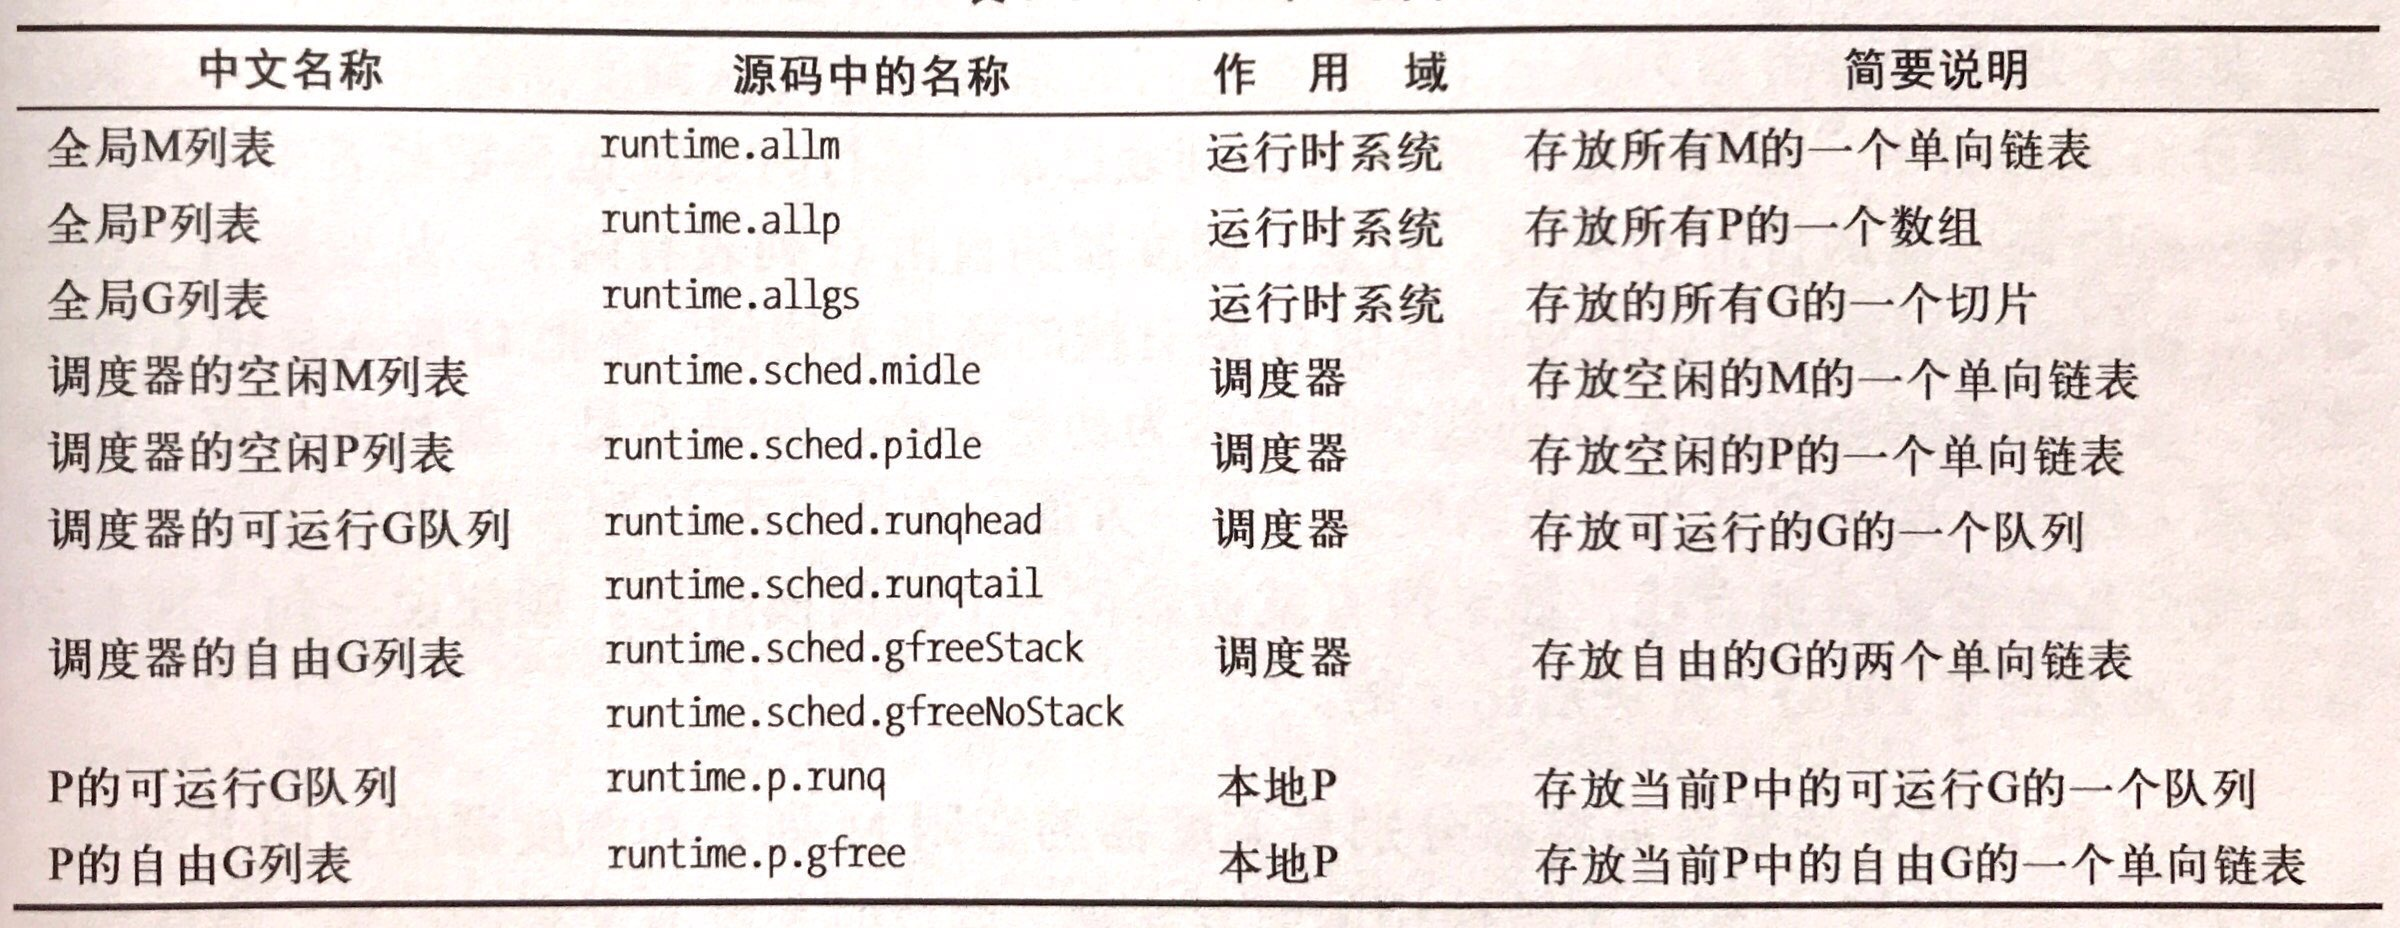 中文名称 源码中的名称 作 用 域 简要说明
全局M列表 runtime.allm 运行时系统 存放所有M的一个单向链表
全局P列表 runtime.allp 运行时系统 存放所有P的一个数组
全局G列表 runtime.allgs 运行时系统 存放的所有G的一个切片
调度器的空闲M列表 runtime.sched.midle 调度器 存放空闲的M的一个单向链表
调度器的空闲P列表 runtime.sched.pidle 调度器 存放空闲的P的一个单向链表
调度器的可运行G队列 runtime.sched.runqhead 调度器 存放可运行的G的一个队列
runtime.sched.runqtail
调度器的自由G列表 runtime.sched.gfreeStack 调度器 存放自由的G的两个单向链表
runtime.sched.gfreeNoStack
P的可运行G队列 runtime.p.runq 本地P 存放当前P中的可运行G的一个队列
P的自由G列表 runtime.p.gfree 本地P 存放当前P中的自由G的一个单向链表